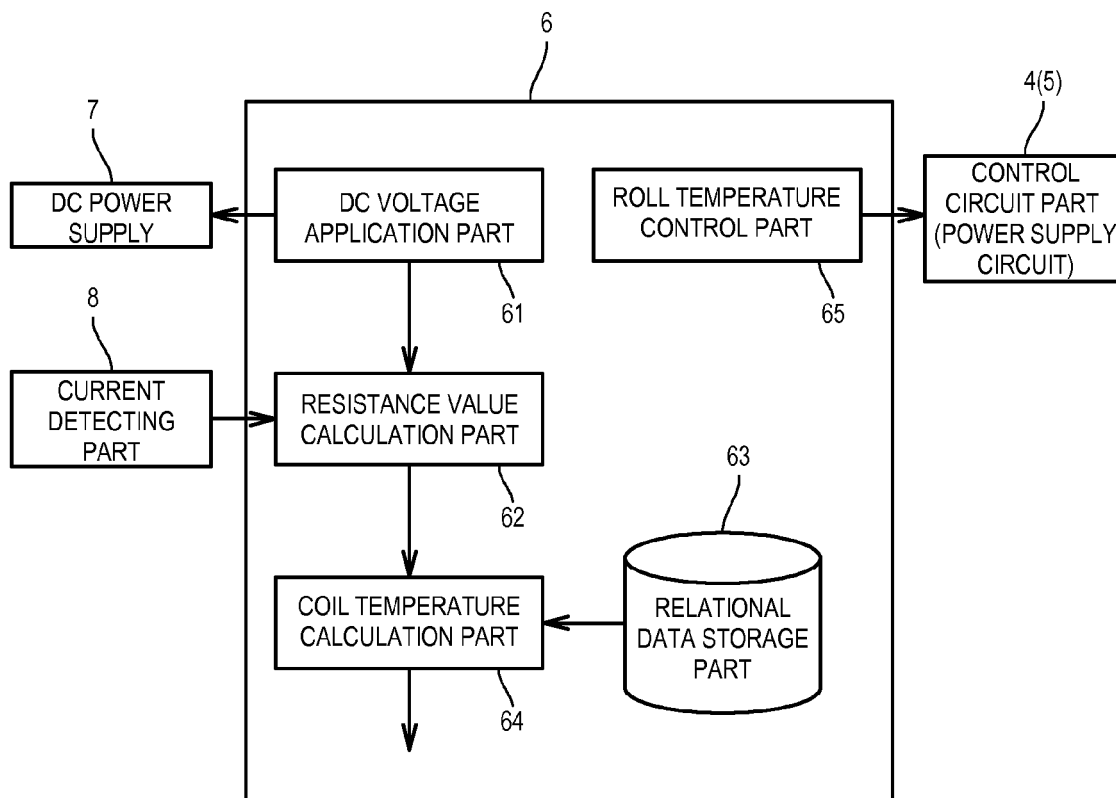 6
7
4(5)
DC POWER
SUPPLY
DC VOLTAGE
APPLICATION PART
61
ROLL TEMPERATURE
CONTROL PART
65
CONTROL
CIRCUIT PART
(POWER SUPPLY
CIRCUIT)
8
CURRENT
DETECTING
PART
RESISTANCE VALUE
CALCULATION PART
62
63
COIL TEMPERATURE
CALCULATION PART
64
RELATIONAL
DATA STORAGE
PART